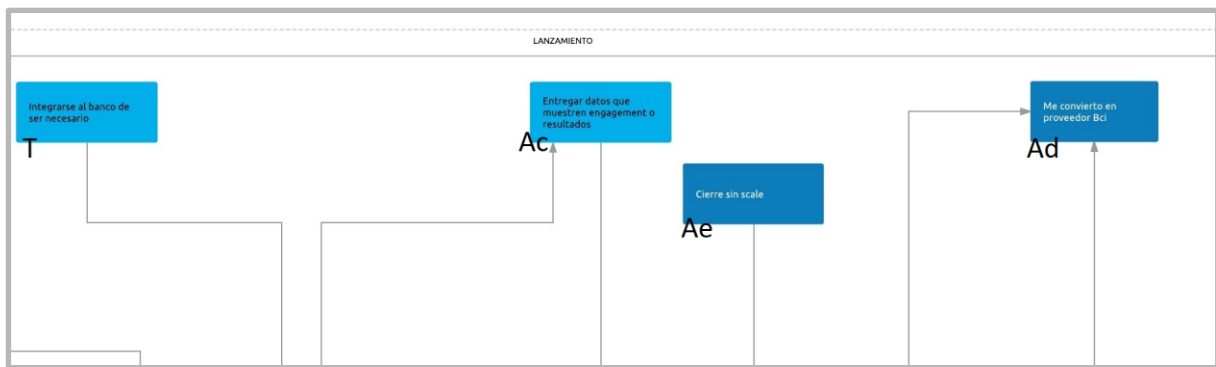 LANZAMIENTO
Integrarse al banco de
ser necesario
T
Entregar datos que
muestren engagement o
resultados
Ac
Cierre sin scale
Ae
Me convierto en
proveedor Bci
Ad